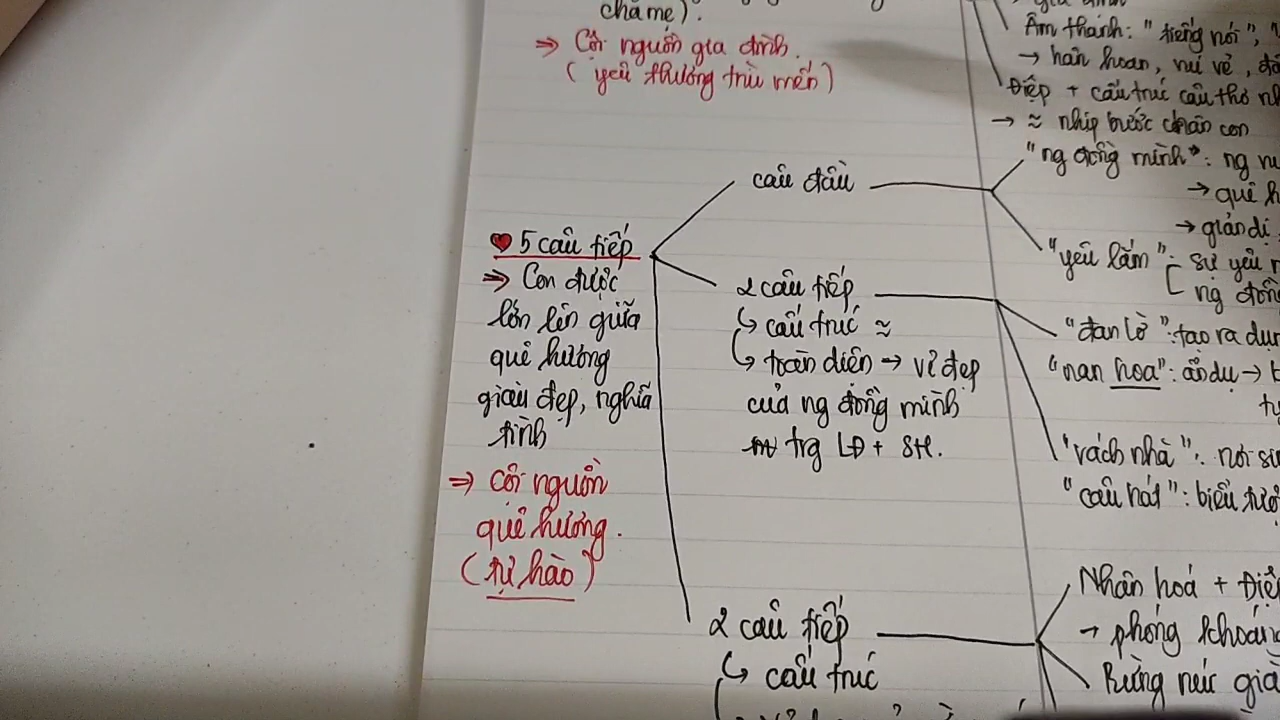 cha mẹ).
⇒ Cội nguồn gia đình.
( yêu thương trìu mến)
Âm thanh: "tiếng nói",
→ hân hoan, vui vẻ,
Điệp + cấu trúc câu thơ
→ ≈ nhịp bước chân con
câu đầu
"ng đồng mình": ng
→ quê
→ giản dị
"yêu lắm": sự yêu
ng đồng
♥ 5 câu tiếp
⇒ Con được
lớn lên giữa
quê hương
giàu đẹp, nghĩa
tình
⇒ Cội nguồn
quê hương.
(tự hào)
2 câu tiếp
↳ cấu trúc ≈
↳ toàn diện → vẻ đẹp
của ng đồng mình
trg LĐ + SH.
"đan lờ": tạo ra dụ
"nan hoa": ẩn dụ →
"vách nhà": nơi
"câu hát": biểu
2 câu tiếp
↳ cấu trúc
Nhân hoá + Điệ
→ phóng khoáng
Rừng núi già